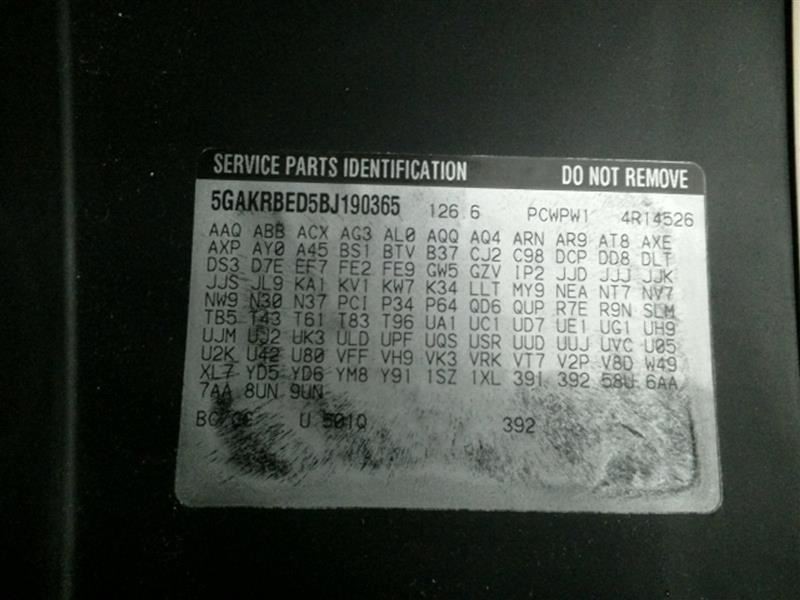 SERVICE PARTS IDENTIFICATION DO NOT REMOVE
5GAKRBED5BJ190365 126.6 PCWPW1 4R14526
AAQ ABB ACX AG3 AL0 AQQ AQ4 ARN AR9 AT8 AXE
AXP AY0 A45 BS1 BTV B37 CJ2 C98 DCP DD8 DLT
DS3 D7E EF7 FE2 FE9 GW5 GZV IP2 JJD JJJ JJK
JJS JL9 KA1 KV1 KW7 K34 LLT MY9 NEA NT7 NV7
NW9 N30 N37 PCI P34 P64 QD6 QUP R7E R9N SLM
TB5 T43 T61 T83 T96 UA1 UC1 UD7 UE1 UG1 UH9
UJM UJ2 UK3 ULD UPF UQS USR UUD UUJ UVC U05
U2K U42 U80 VFF VH9 VK3 VRK VT7 V2P V8D W49
XL7 YD5 YD6 YM8 Y91 1SZ 1XL 391 392 58U 6AA
7AA 8UN 9UN
U 501Q 392